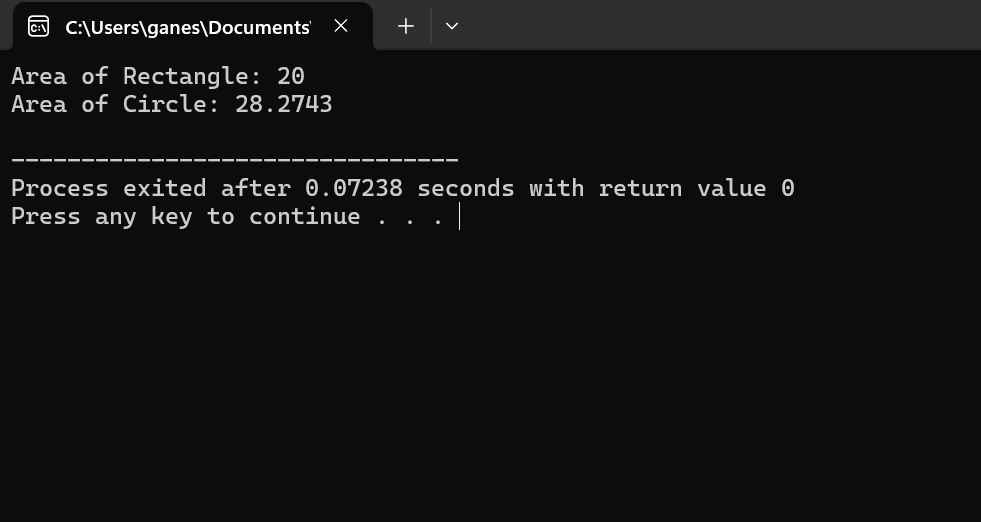 C:\Users\ganes\Documents\
Area of Rectangle: 20
Area of Circle: 28.2743
--------------------------------
Process exited after 0.07238 seconds with return value 0
Press any key to continue . . .